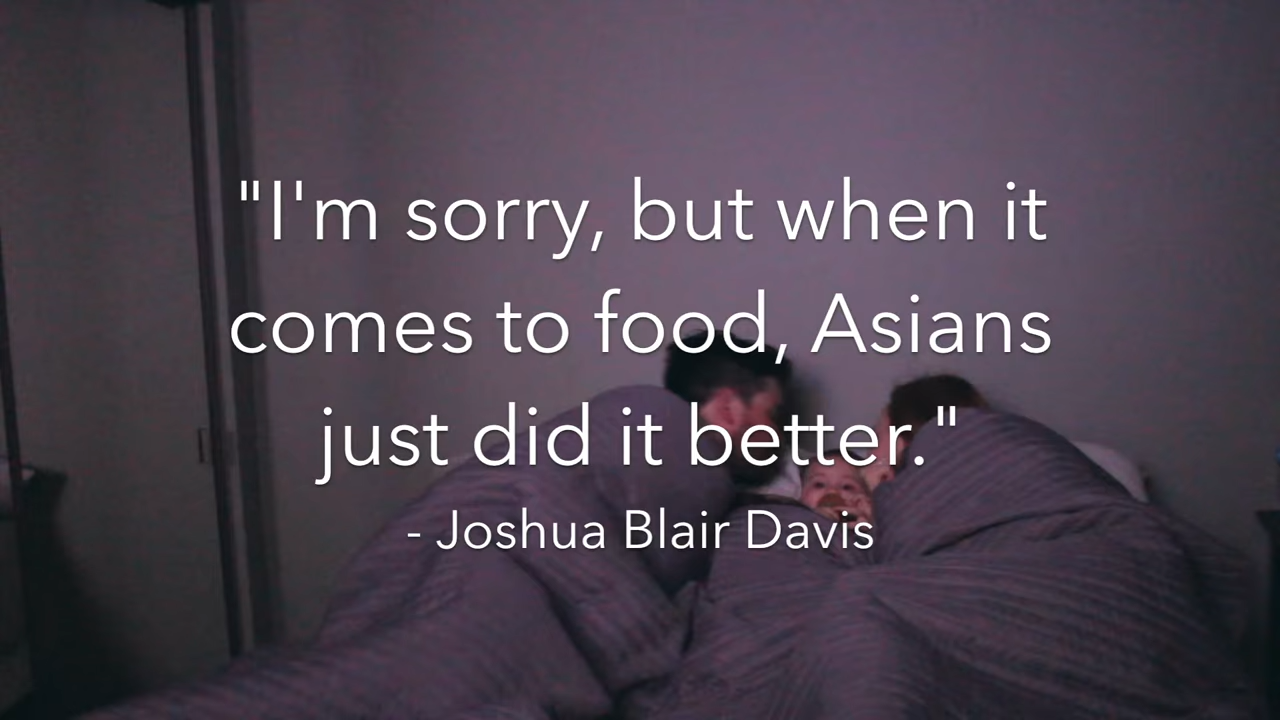 "I'm sorry, but when it
comes to food, Asians
just did it better."
- Joshua Blair Davis